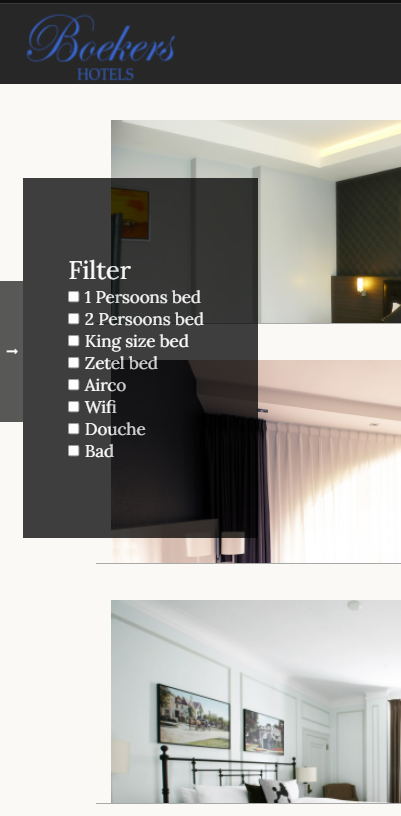 Boekers
HOTELS
Filter
1 Persoons bed
2 Persoons bed
King size bed
Zetel bed
Airco
Wifi
Douche
Bad